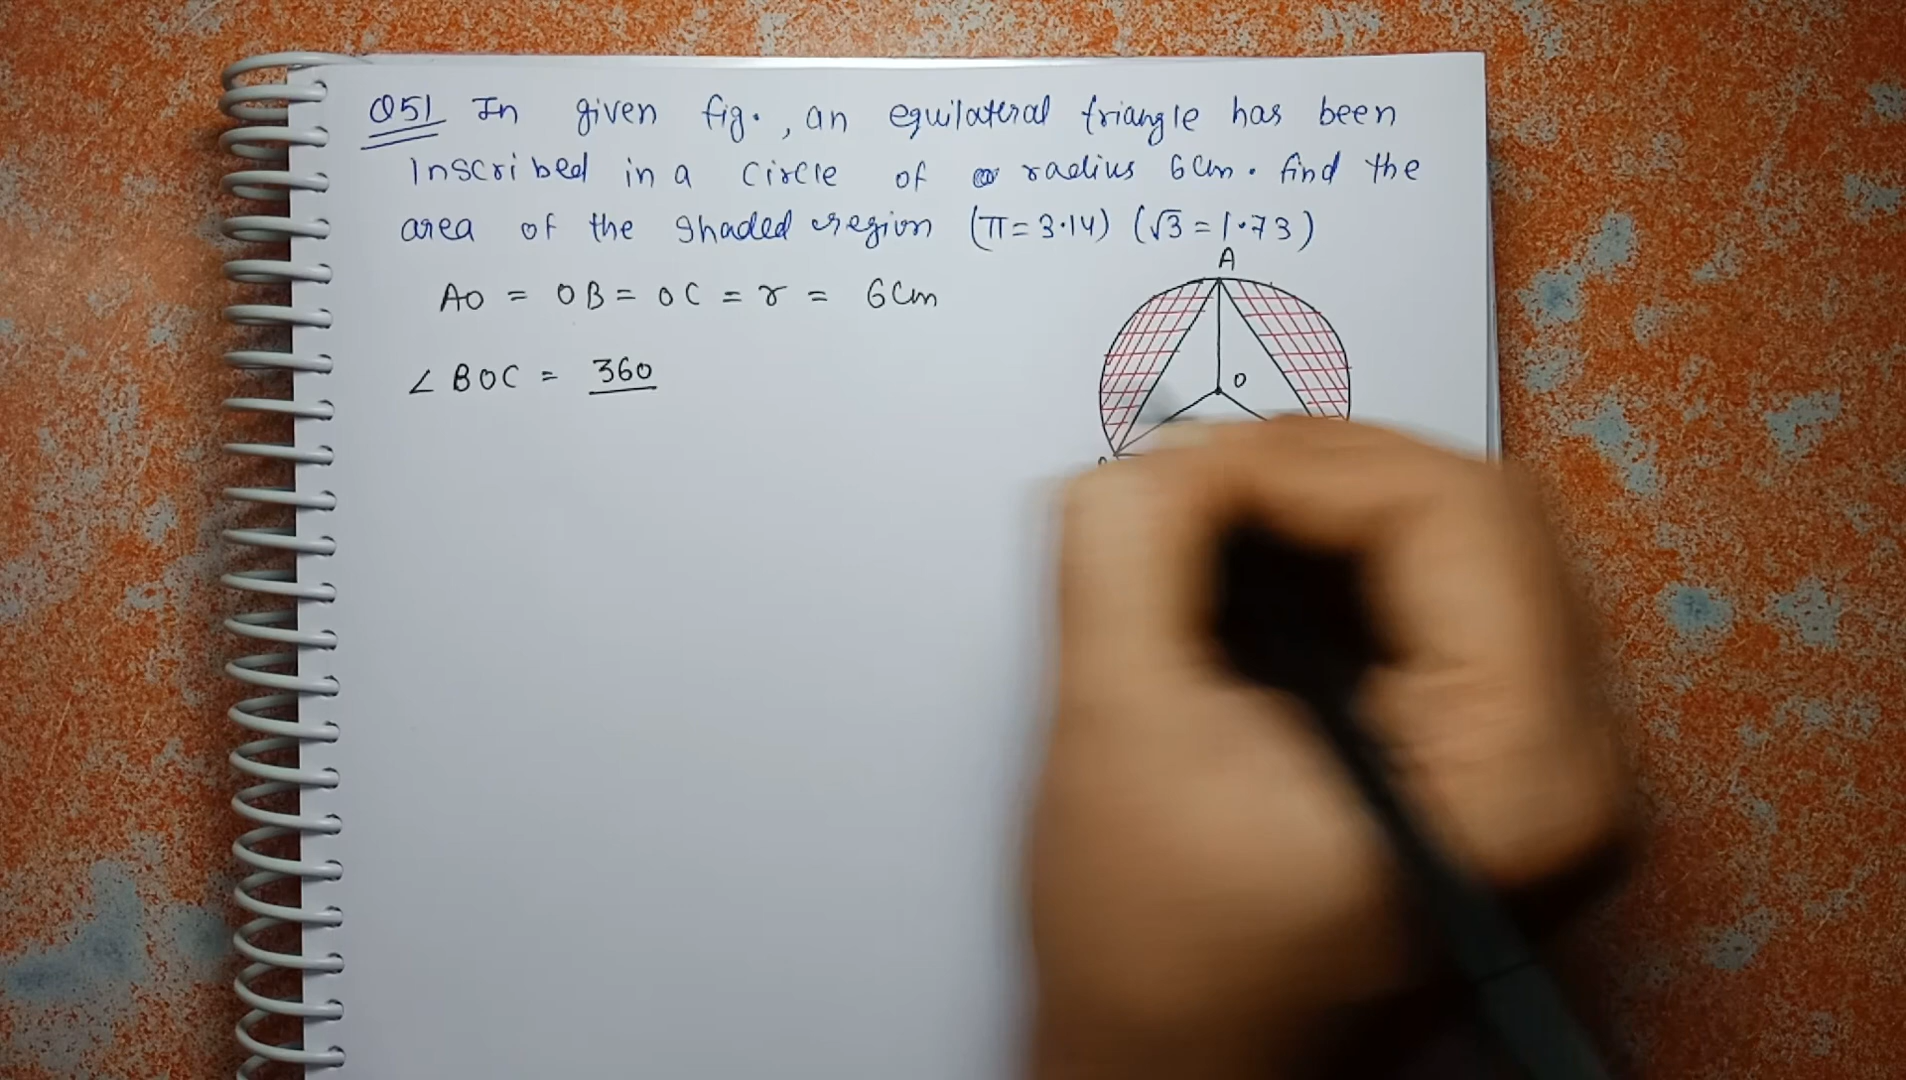 Q51 In given fig., an equilateral triangle has been
Inscribed in a circle of radius 6cm. find the
area of the shaded region (π = 3.14) (√3 = 1.73)
A
AO = OB = OC = r = 6cm
O
∠ BOC = 360